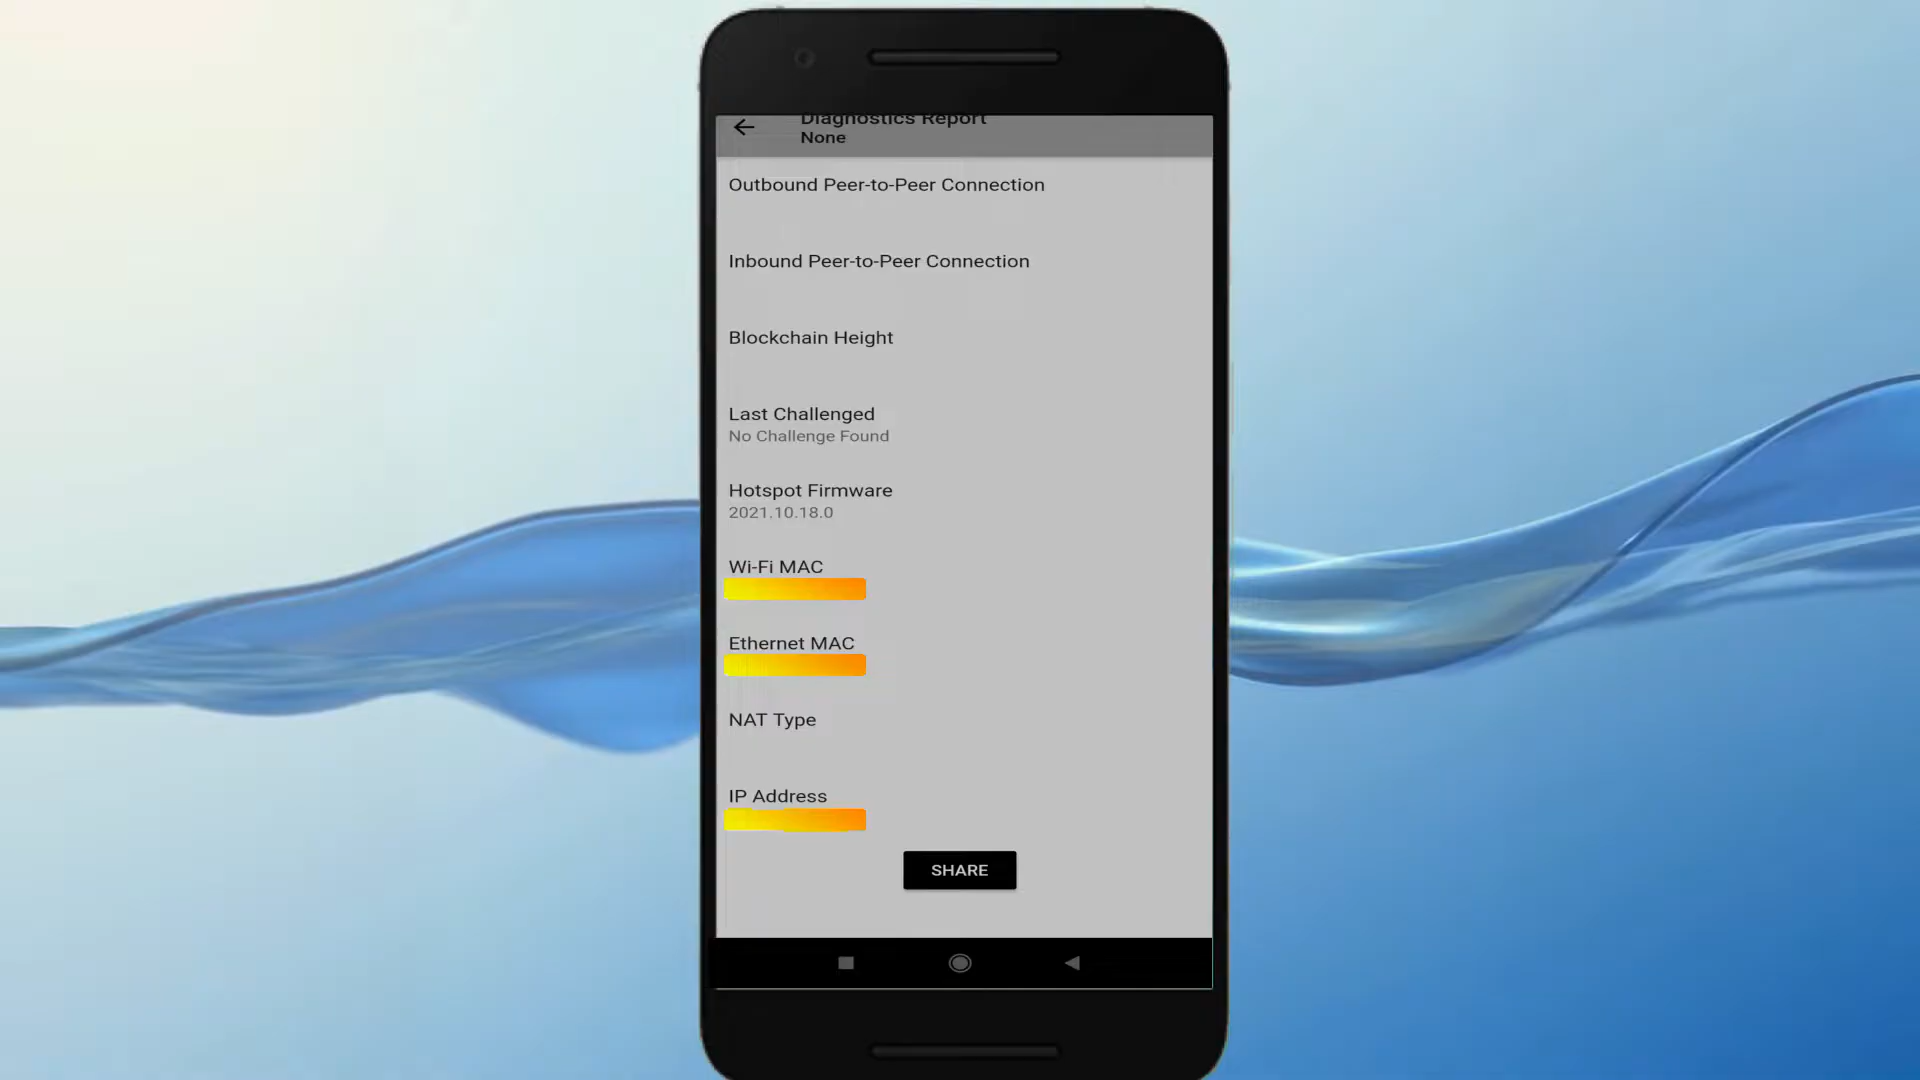 Diagnostics Report
None
Outbound Peer-to-Peer Connection
Inbound Peer-to-Peer Connection
Blockchain Height
Last Challenged
No Challenge Found
Hotspot Firmware
2021.10.18.0
Wi-Fi MAC
Ethernet MAC
NAT Type
IP Address
SHARE